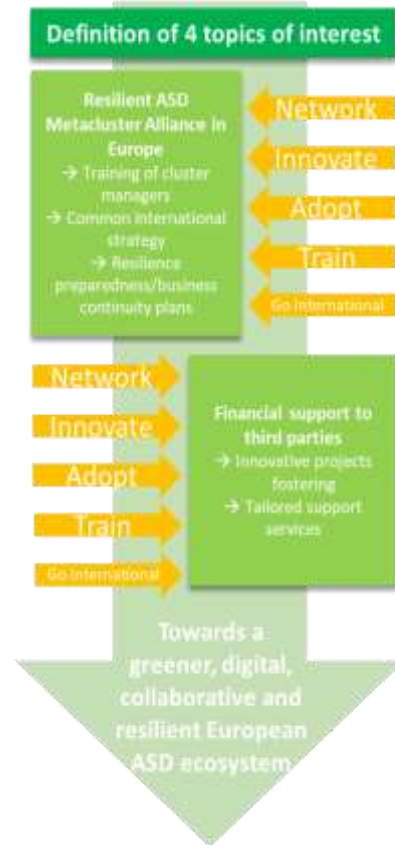 Definition of 4 topics of interest
Resilient ASD
Metacluster Alliance in
Europe
→ Training of cluster
managers
→ Common international
strategy
→ Resilience
preparedness/business
continuity plans
Network
Innovate
Adopt
Train
Go International
Network
Innovate
Adopt
Train
Go International
Financial support to
third parties
→ Innovative projects
fostering
→ Tailored support
services
Towards a
greener, digital,
collaborative and
resilient European
ASD ecosystem